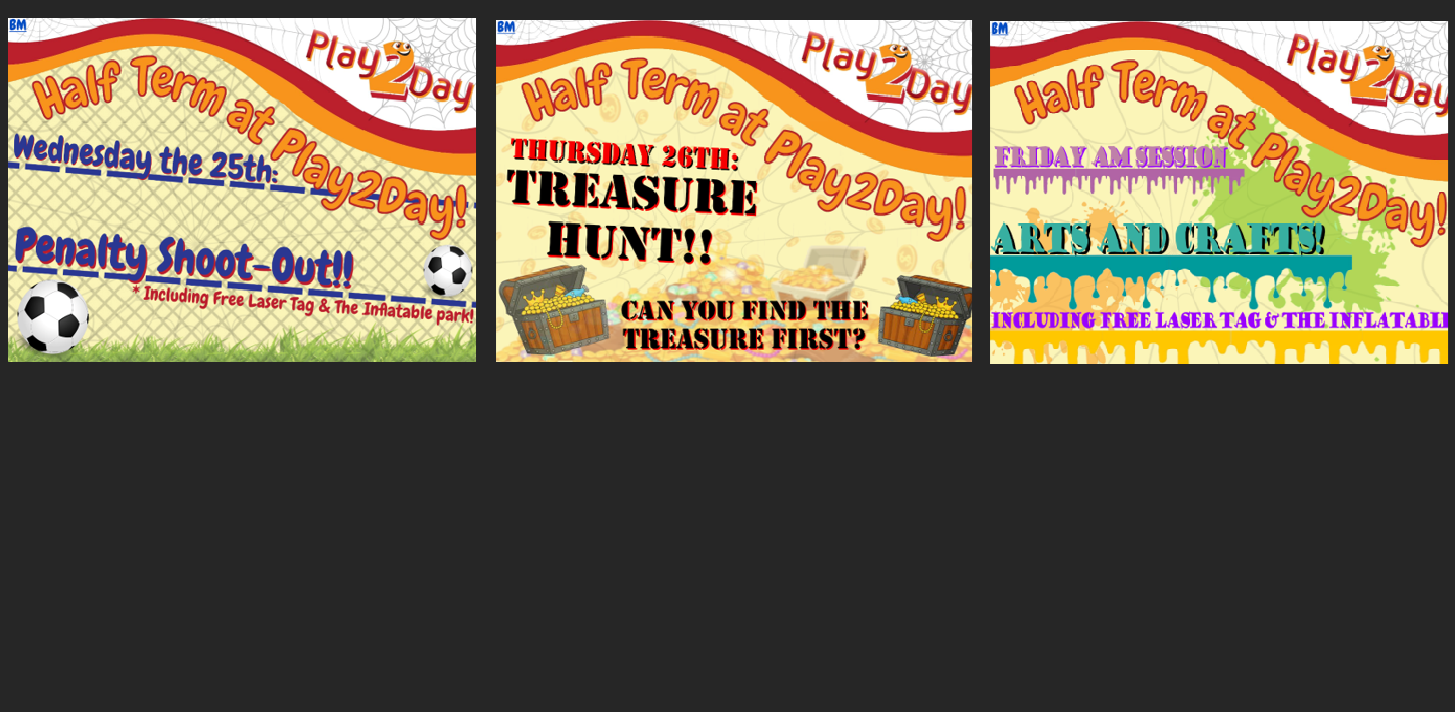 BM
Play2Day
Half Term at Play2Day!
Wednesday the 25th:
Penalty Shoot-Out!!
* Including Free Laser Tag & The Inflatable park!
BM
Play2Day
Half Term at Play2Day!
THURSDAY 26TH:
TREASURE
HUNT!!
CAN YOU FIND THE
TREASURE FIRST?
BM
Play2Day
Half Term at Play2Day!
FRIDAY AM SESSION
ARTS AND CRAFTS!
INCLUDING FREE LASER TAG & THE INFLATABL